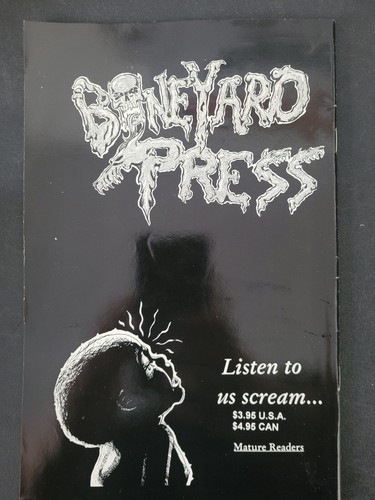 BONEYARD
PRESS
Listen to
us scream...
$3.95 U.S.A.
$4.95 CAN
Mature Readers